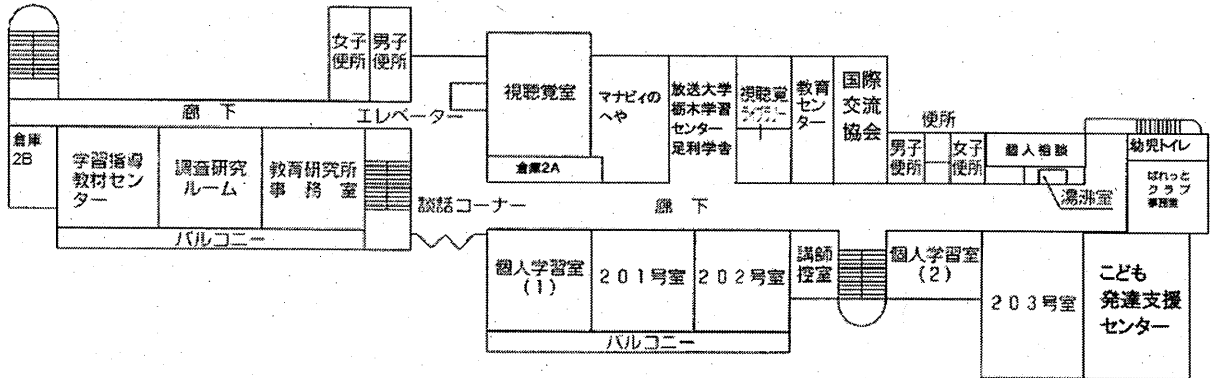 女子
便所
男子
便所
廊 下
エレベーター
視聴覚室
マナビィの
へや
放送大学
栃木学習
センター
足利学舎
視聴覚
ライブラリー
教育
セン
ター
国際
交流
協会
便所
倉庫
2B
学習指導
教材セン
ター
調査研究
ルーム
教育研究所
事 務 室
倉庫2A
男子
便所
女子
便所
個人相談
幼児トイレ
湯沸室
ぱれっと
クラブ
事務室
談話コーナー
廊 下
バルコニー
個人学習室
(1)
201号室
202号室
講師
控室
個人学習室
(2)
203号室
こども
発達支援
センター
バルコニー